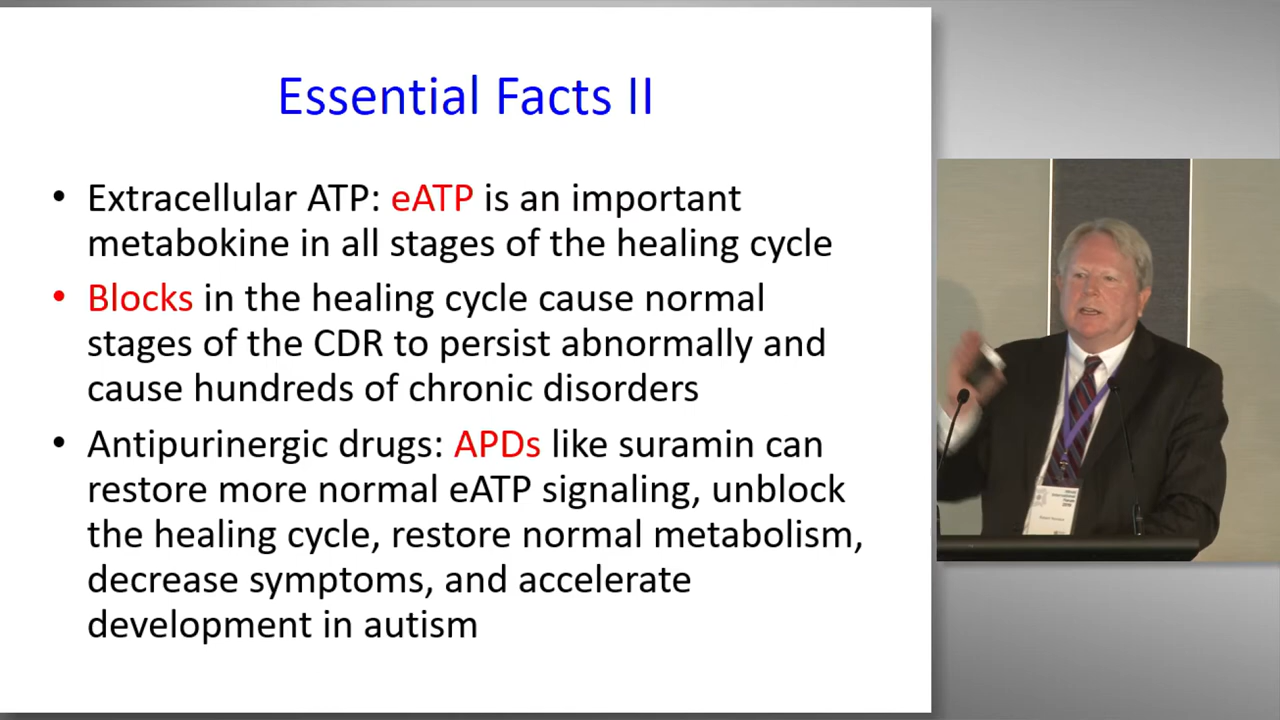 Essential Facts II
• Extracellular ATP: eATP is an important
metabokine in all stages of the healing cycle
• Blocks in the healing cycle cause normal
stages of the CDR to persist abnormally and
cause hundreds of chronic disorders
• Antipurinergic drugs: APDs like suramin can
restore more normal eATP signaling, unblock
the healing cycle, restore normal metabolism,
decrease symptoms, and accelerate
development in autism
International
Forum